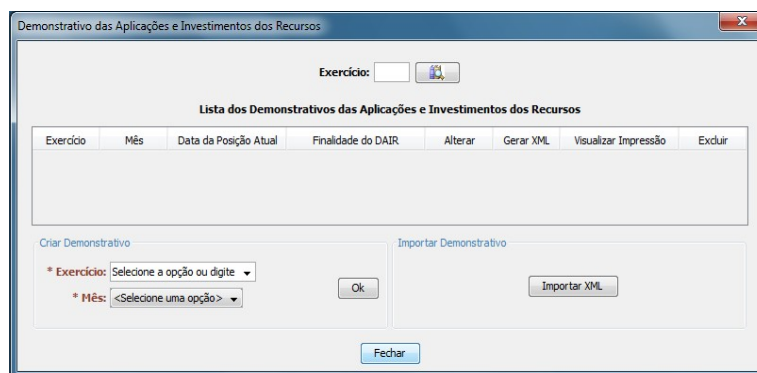 Demonstrativo das Aplicações e Investimentos dos Recursos
X
Exercício:
Lista dos Demonstrativos das Aplicações e Investimentos dos Recursos
Exercício Mês Data da Posição Atual Finalidade do DAIR Alterar Gerar XML Visualizar Impressão Excluir
Criar Demonstrativo
* Exercício: Selecione a opção ou digite
* Mês: <Selecione uma opção>
Ok
Importar Demonstrativo
Importar XML
Fechar